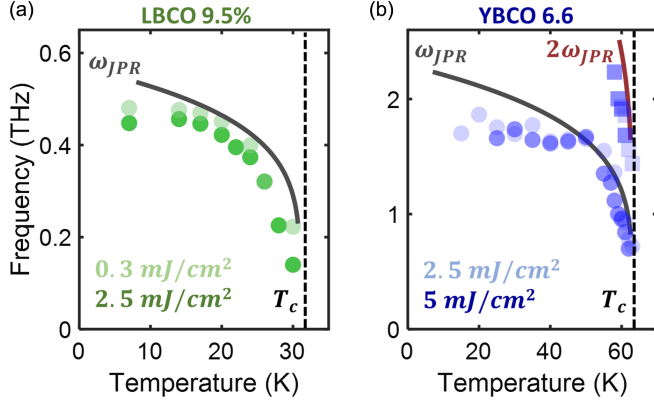 (a)
LBCO 9.5%
ω_JPR
0.6
0.4
0.2
0
Frequency (THz)
0.3 mJ/cm²
2.5 mJ/cm²
T_c
0
10
20
30
Temperature (K)
(b)
YBCO 6.6
2ω_JPR
ω_JPR
2
1
0
2.5 mJ/cm²
5 mJ/cm²
T_c
0
20
40
60
Temperature (K)